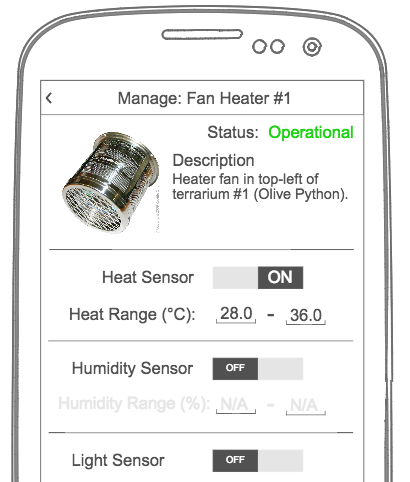 Manage: Fan Heater #1
Status: Operational
Description
Heater fan in top-left of
terrarium #1 (Olive Python).
Heat Sensor ON
Heat Range (°C): 28.0 - 36.0
Humidity Sensor OFF
Humidity Range (%): N/A - N/A
Light Sensor OFF